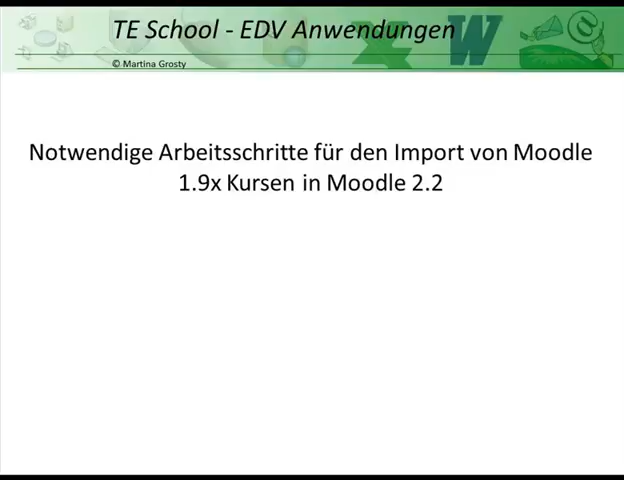 TE School - EDV Anwendungen
© Martina Grosty
Notwendige Arbeitsschritte für den Import von Moodle
1.9x Kursen in Moodle 2.2